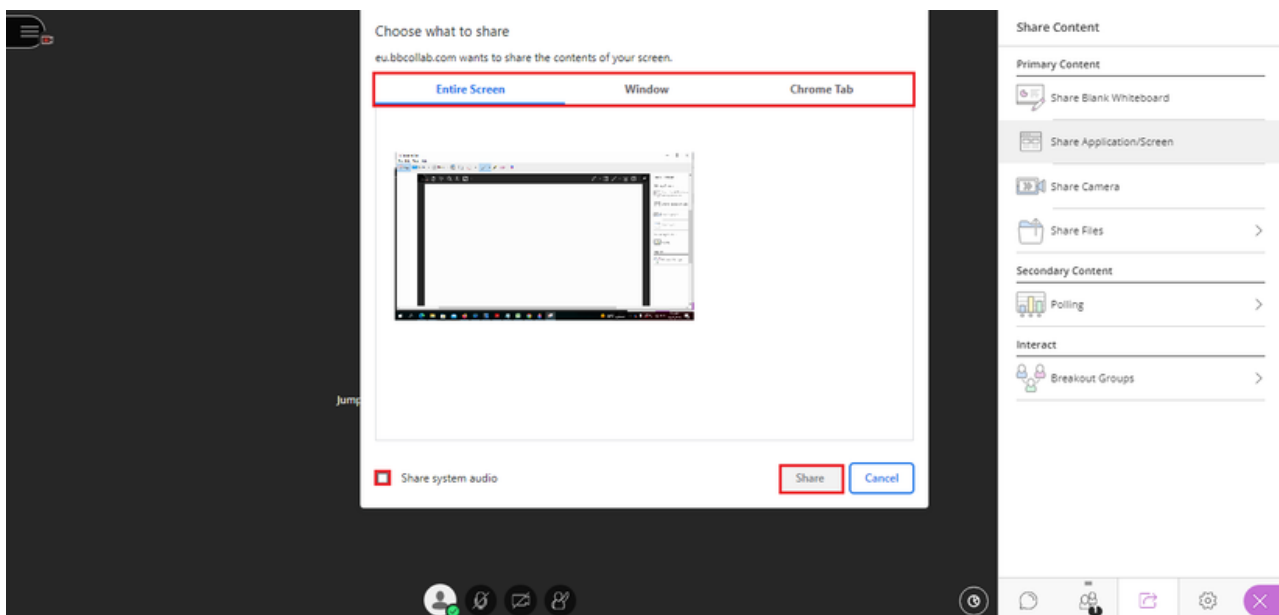 Choose what to share
eu.bbcollab.com wants to share the contents of your screen.
Entire Screen
Window
Chrome Tab
Jump
Share system audio
Share
Cancel
Share Content
Primary Content
Share Blank Whiteboard
Share Application/Screen
Share Camera
Share Files
Secondary Content
Polling
Interact
Breakout Groups
1